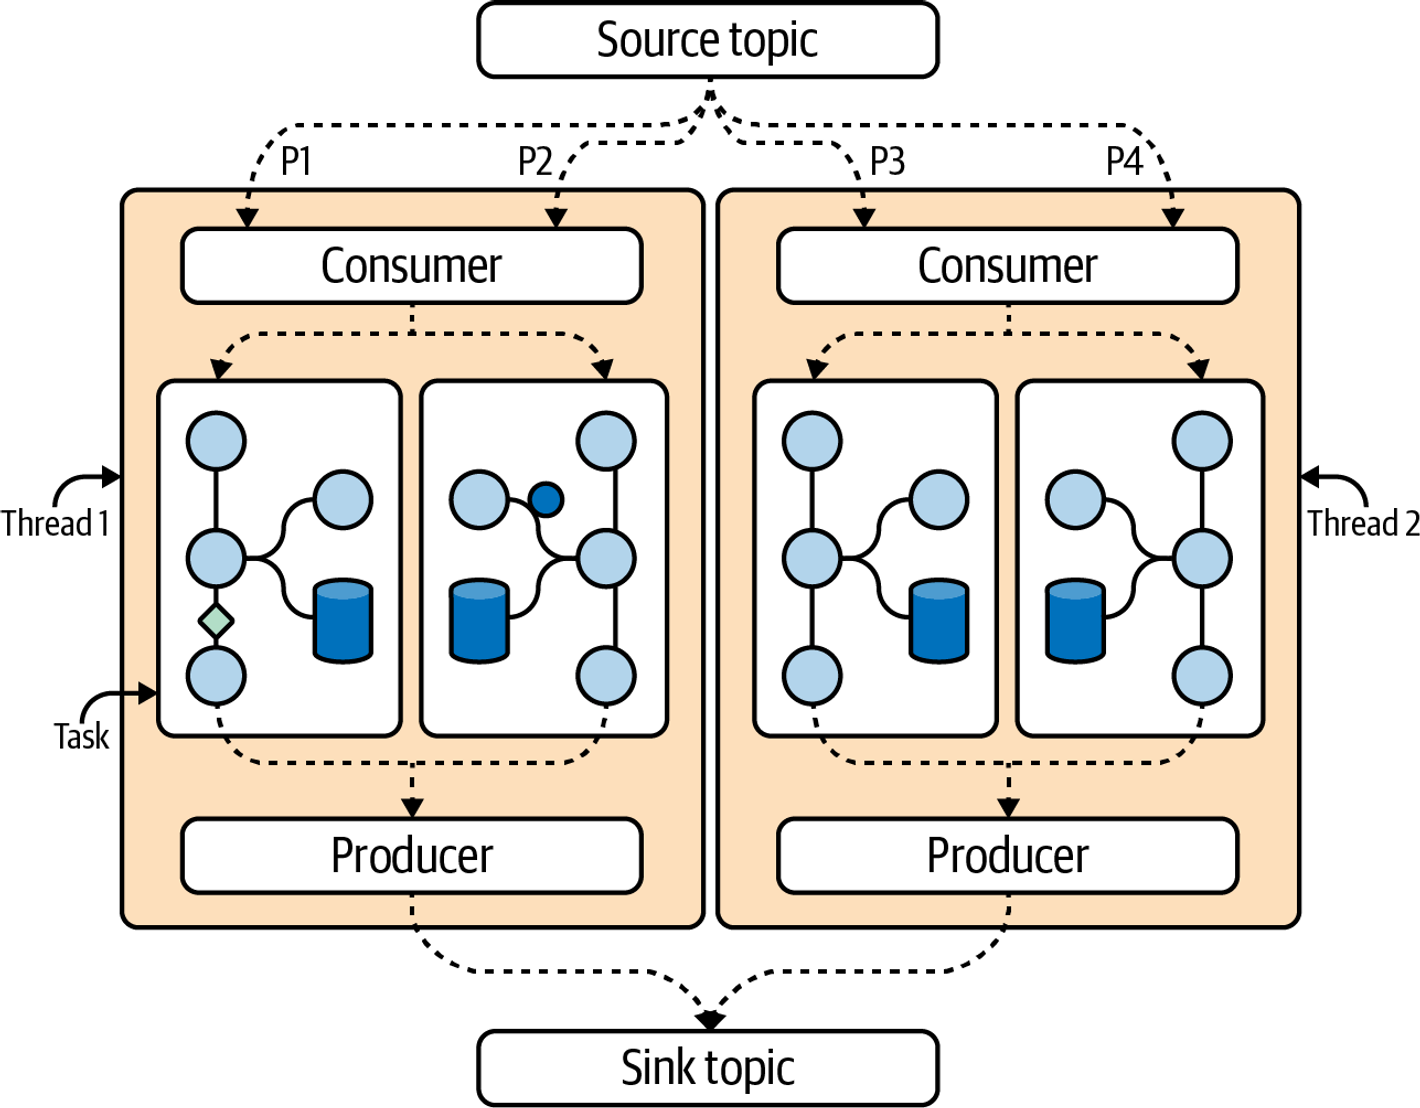 Source topic
P1
P2
P3
P4
Consumer
Consumer
Thread 1
Thread 2
Task
Producer
Producer
Sink topic